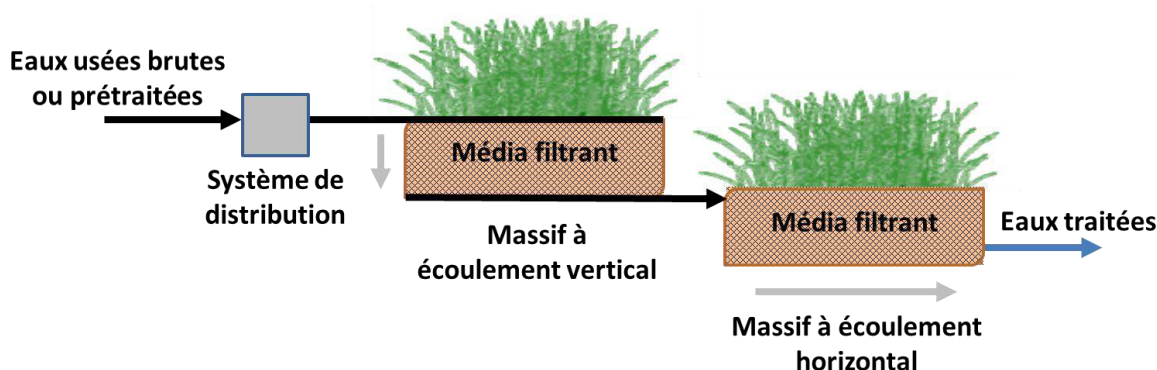 Eaux usées brutes
ou prétraitées
Système de
distribution
Média filtrant
Massif à
écoulement vertical
Média filtrant
Eaux traitées
Massif à écoulement
horizontal